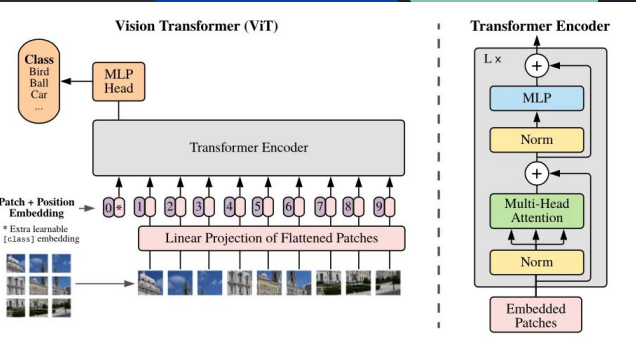 Vision Transformer (ViT)
Class
Bird
Ball
Car
...
MLP
Head
Transformer Encoder
Patch + Position
Embedding
0 * 1 2 3 4 5 6 7 8 9
* Extra learnable
[class] embedding
Linear Projection of Flattened Patches
Transformer Encoder
L x
+
MLP
Norm
+
Multi-Head
Attention
Norm
Embedded
Patches